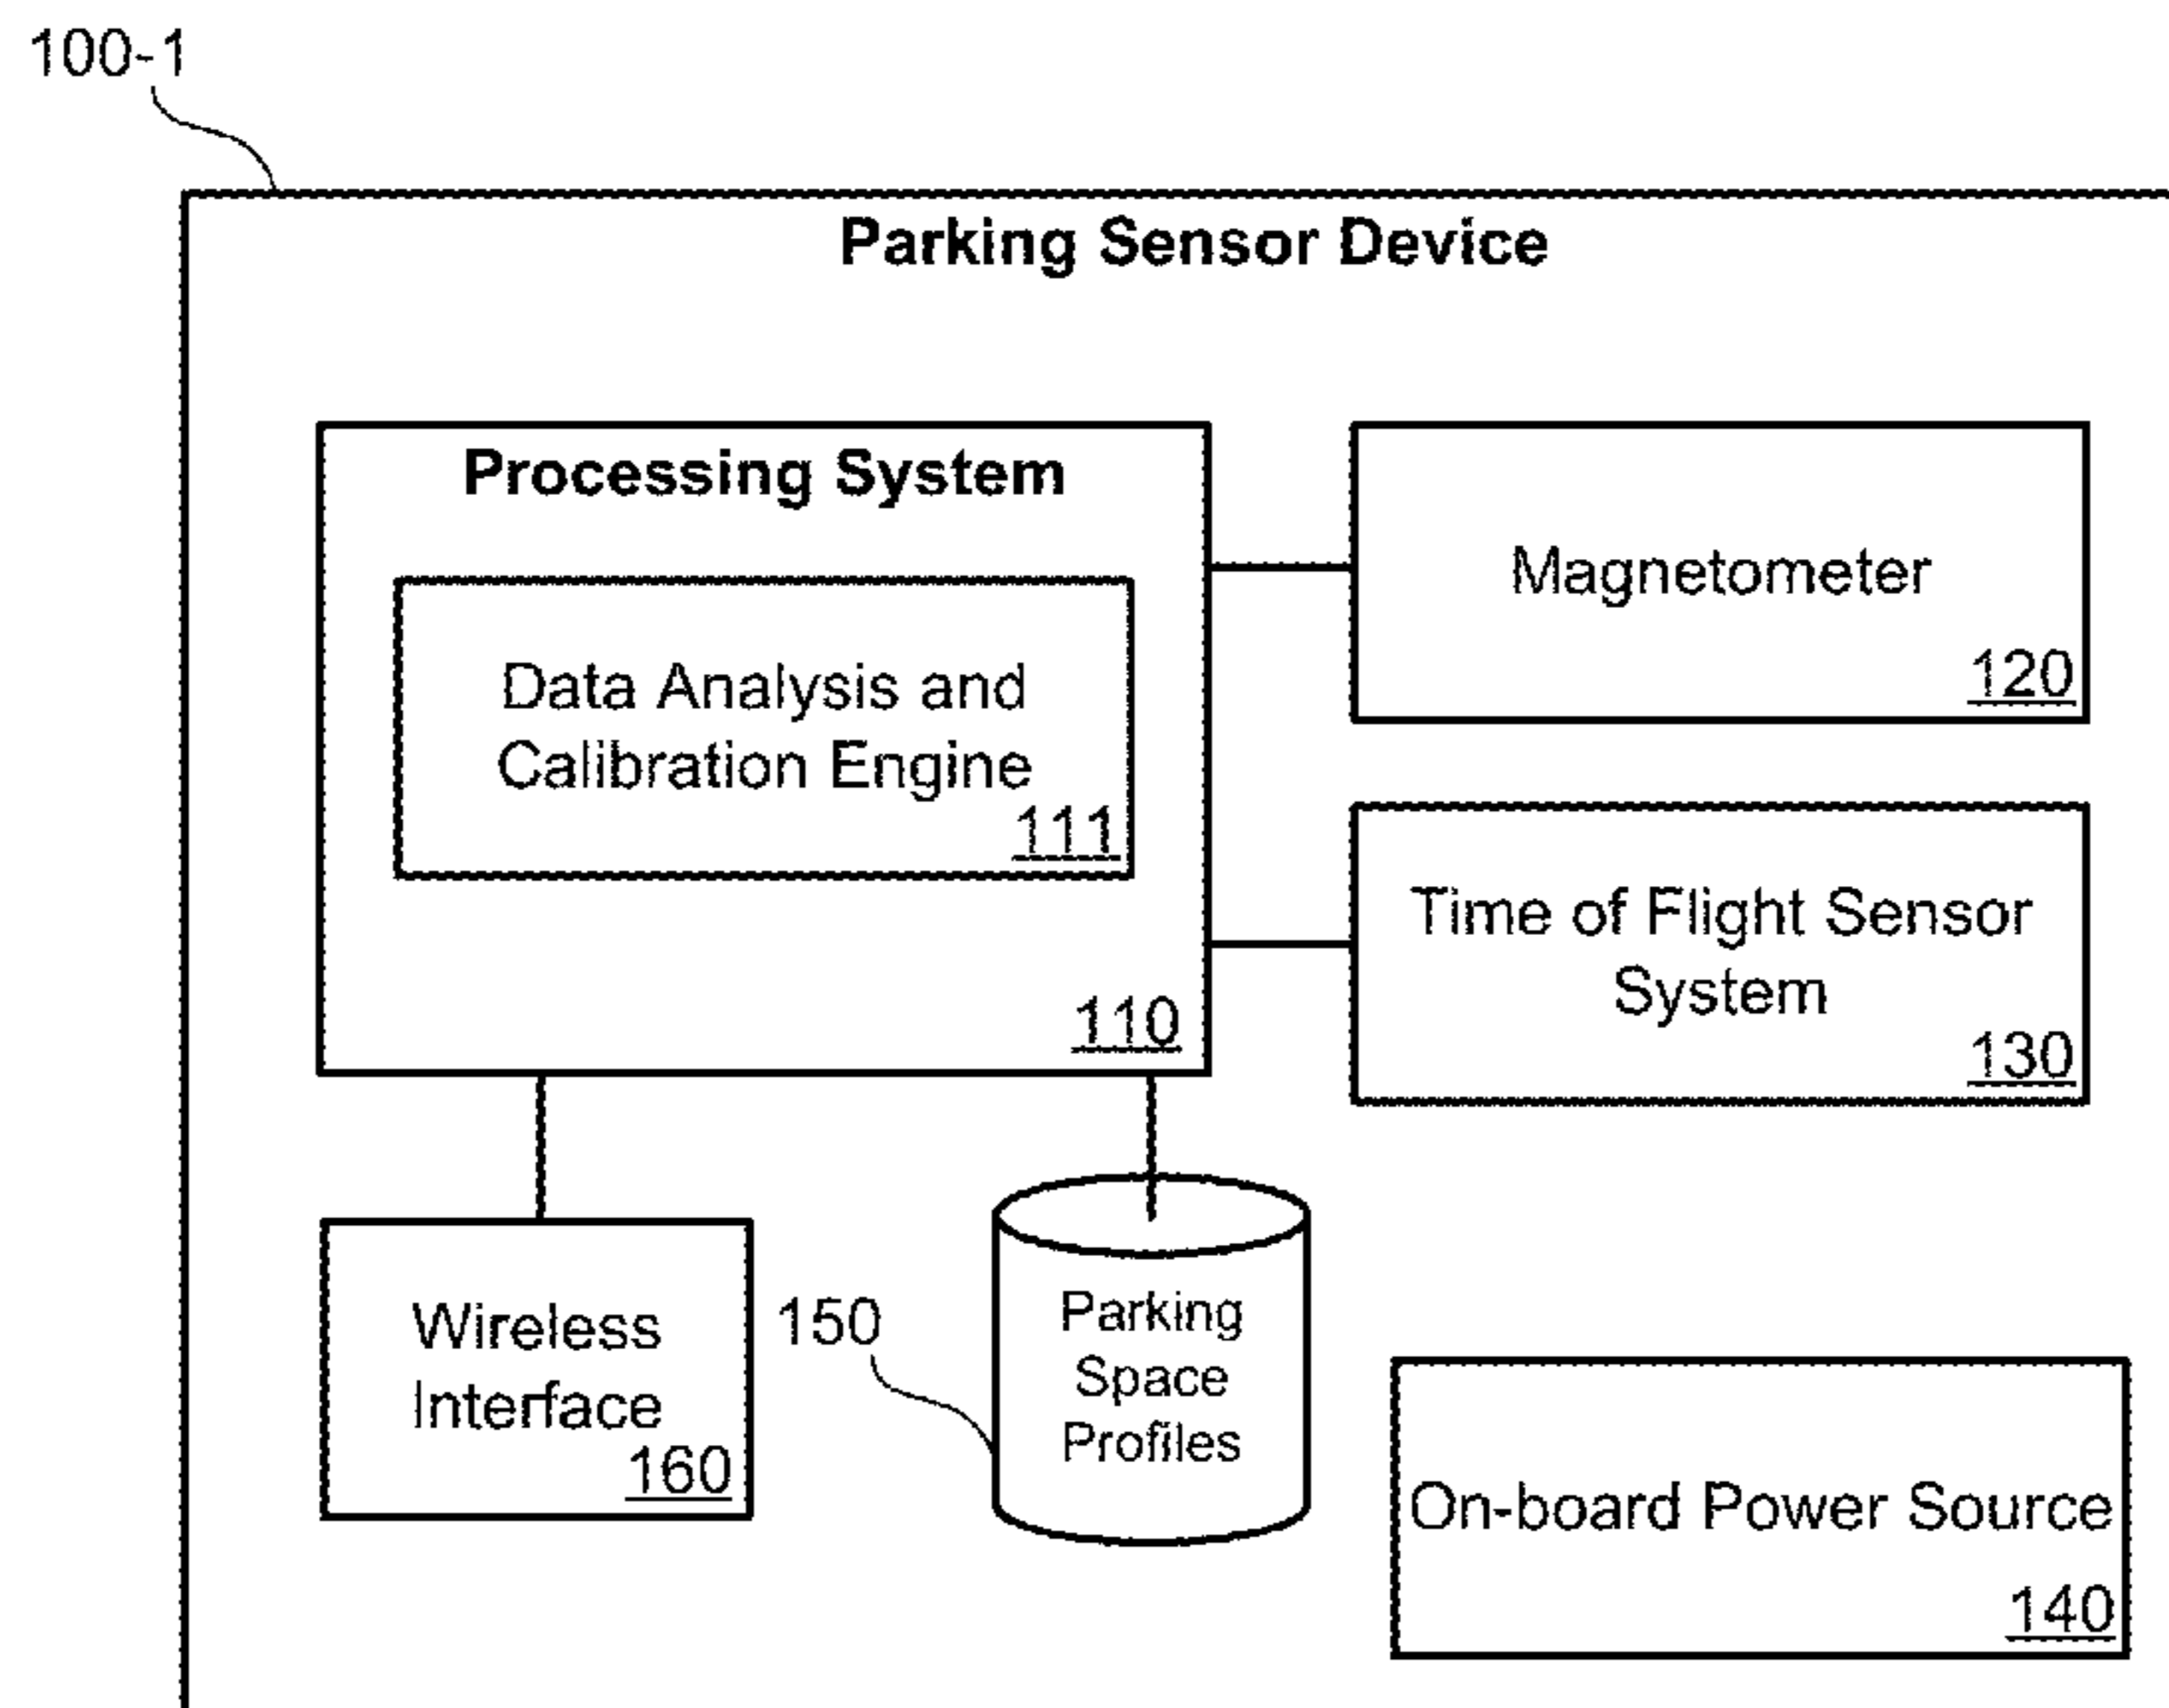 100-1
Parking Sensor Device
Processing System
Data Analysis and
Calibration Engine
111
110
Magnetometer
120
Time of Flight Sensor
System
130
Wireless
Interface
160
150
Parking
Space
Profiles
On-board Power Source
140